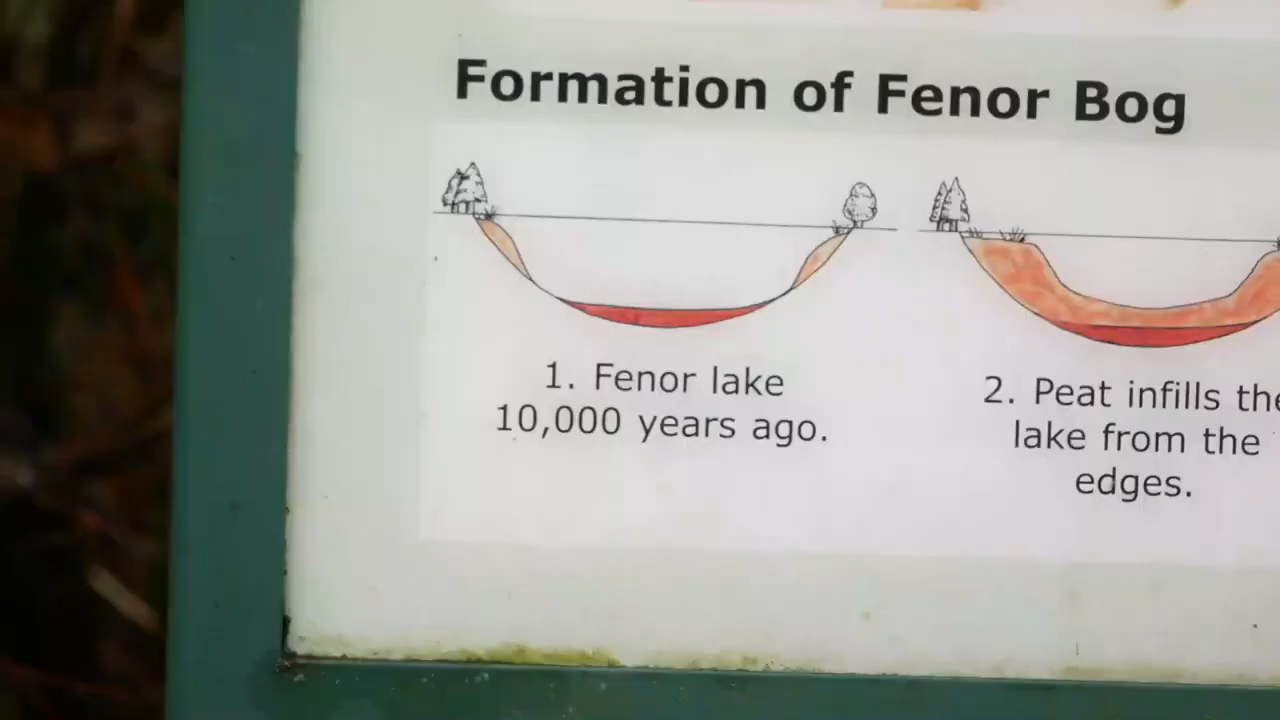 Formation of Fenor Bog
1. Fenor lake
10,000 years ago.
2. Peat infills the
lake from the
edges.